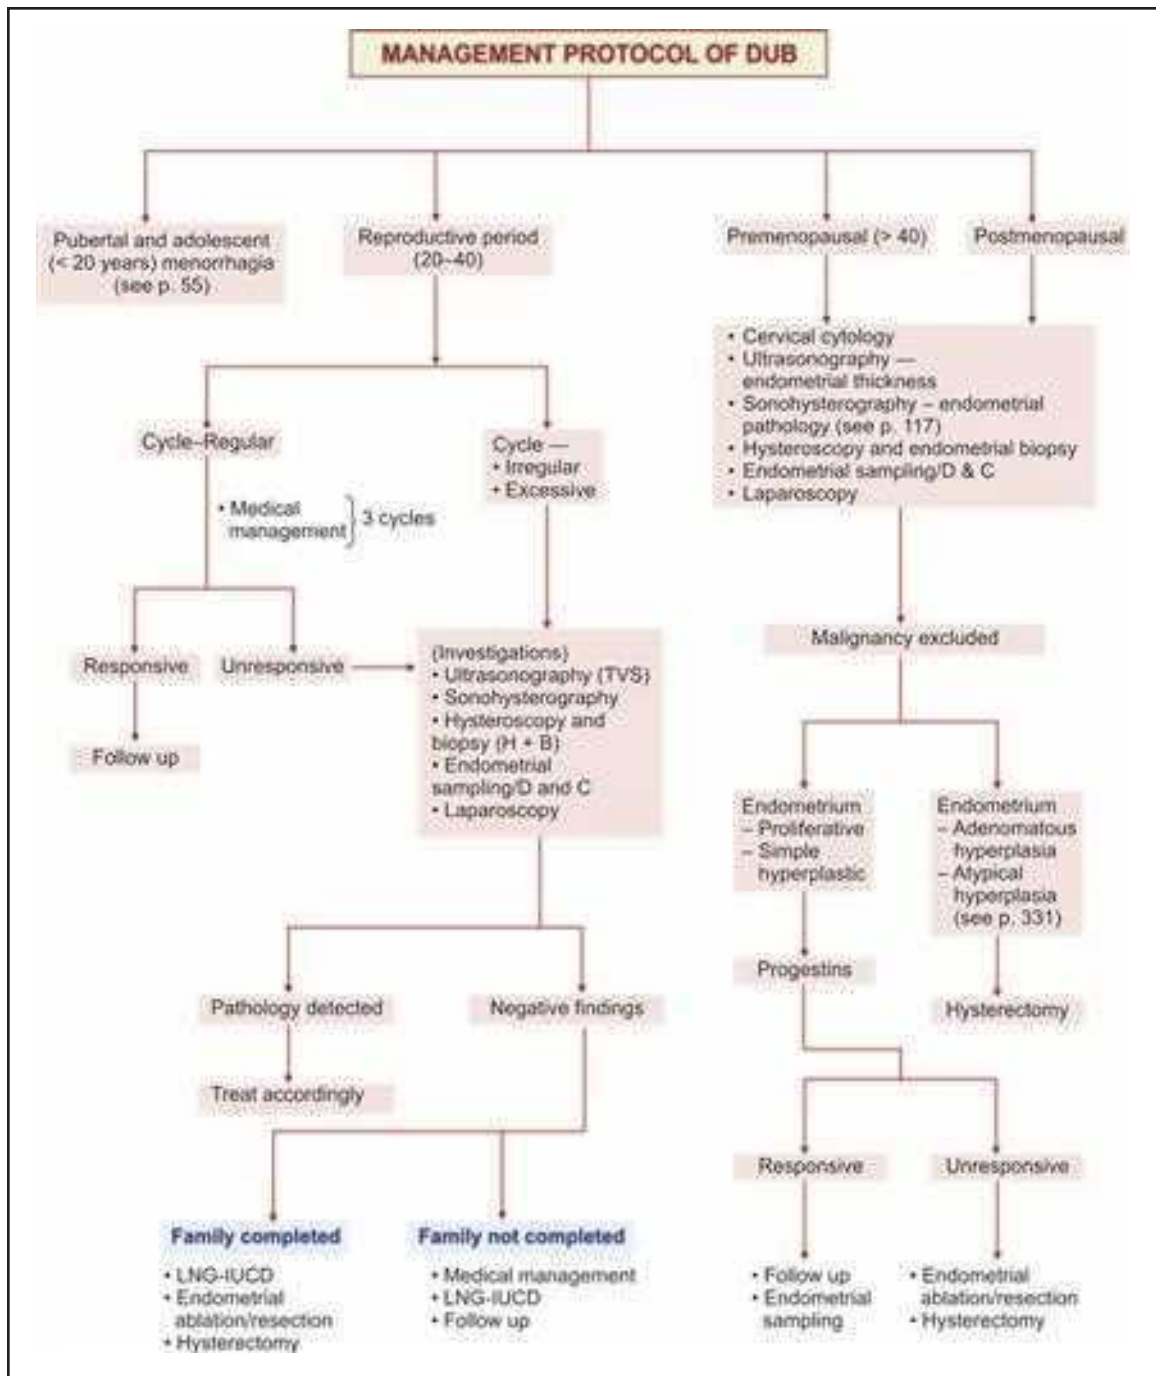 MANAGEMENT PROTOCOL OF DUB
Pubertal and adolescent
(< 20 years) menorrhagia
(see p. 55)
Reproductive period
(20–40)
Premenopausal (> 40)
Postmenopausal
• Cervical cytology
• Ultrasonography —
endometrial thickness
• Sonohysterography – endometrial
pathology (see p. 117)
• Hysteroscopy and endometrial biopsy
• Endometrial sampling/D & C
• Laparoscopy
Cycle–Regular
Cycle —
• Irregular
• Excessive
• Medical
management
3 cycles
Responsive
Unresponsive
Follow up
(Investigations)
• Ultrasonography (TVS)
• Sonohysterography
• Hysteroscopy and
biopsy (H + B)
• Endometrial
sampling/D and C
• Laparoscopy
Malignancy excluded
Endometrium
– Proliferative
– Simple
hyperplastic
Endometrium
– Adenomatous
hyperplasia
– Atypical
hyperplasia
(see p. 331)
Progestins
Hysterectomy
Pathology detected
Negative findings
Treat accordingly
Responsive
Unresponsive
Family completed
• LNG-IUCD
• Endometrial
ablation/resection
• Hysterectomy
Family not completed
• Medical management
• LNG-IUCD
• Follow up
• Follow up
• Endometrial
sampling
• Endometrial
ablation/resection
• Hysterectomy